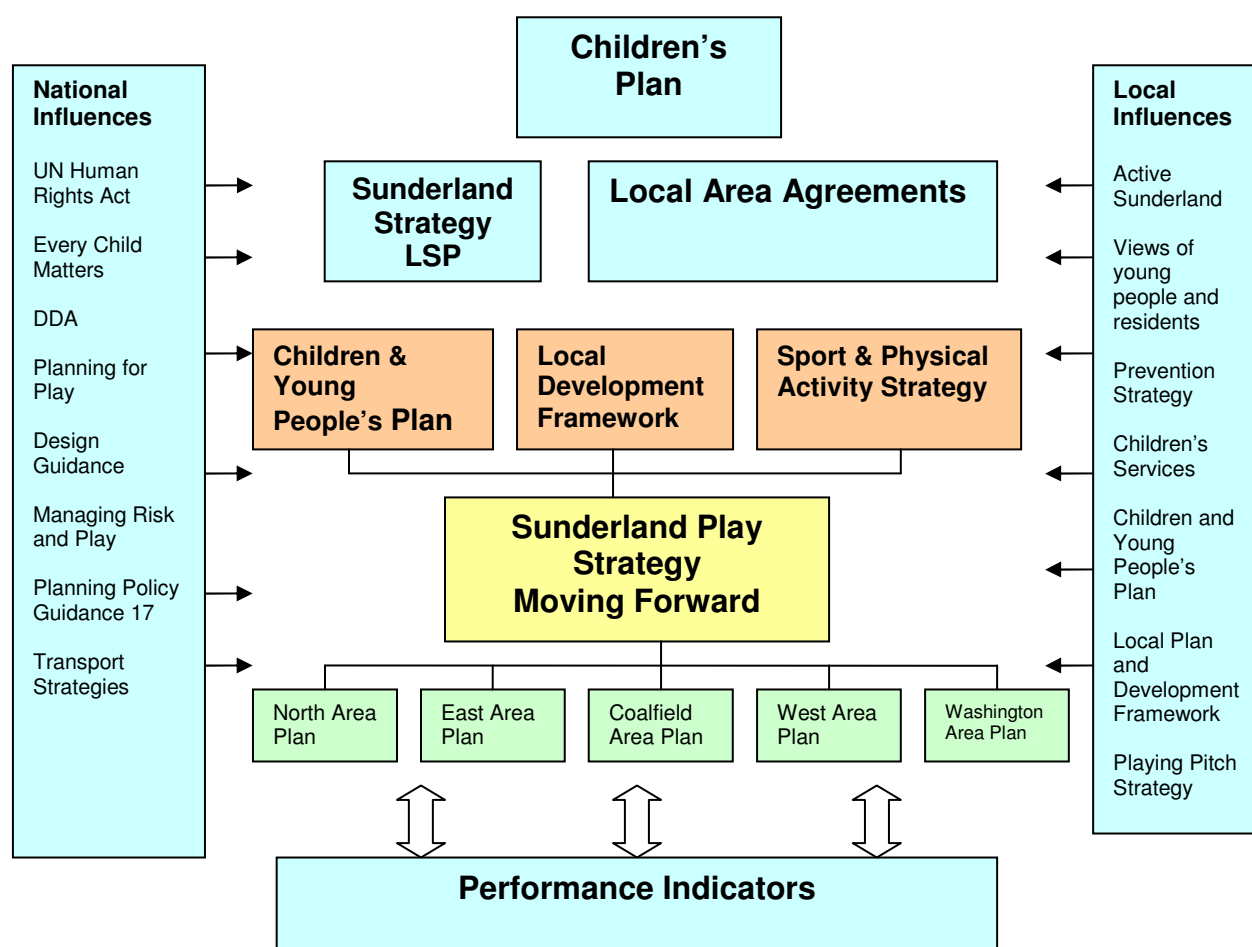 Children's
Plan
National
Influences
UN Human
Rights Act
Every Child
Matters
DDA
Planning for
Play
Design
Guidance
Managing Risk
and Play
Planning Policy
Guidance 17
Transport
Strategies
Sunderland
Strategy
LSP
Local Area Agreements
Children &
Young
People's Plan
Local
Development
Framework
Sport & Physical
Activity Strategy
Sunderland Play
Strategy
Moving Forward
North Area
Plan
East Area
Plan
Coalfield
Area Plan
West Area
Plan
Washington
Area Plan
Performance Indicators
Local
Influences
Active
Sunderland
Views of
young
people and
residents
Prevention
Strategy
Children's
Services
Children and
Young
People's
Plan
Local Plan
and
Development
Framework
Playing Pitch
Strategy